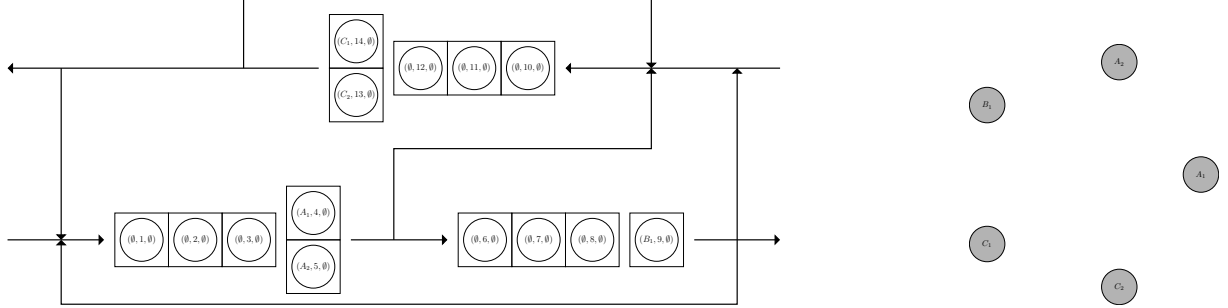 (C₁, 14, ∅)
(C₂, 13, ∅)
(∅, 12, ∅) (∅, 11, ∅) (∅, 10, ∅)
(∅, 1, ∅) (∅, 2, ∅) (∅, 3, ∅)
(A₁, 4, ∅)
(A₂, 5, ∅)
(∅, 6, ∅) (∅, 7, ∅) (∅, 8, ∅) (B₁, 9, ∅)
A₂
B₁
A₁
C₁
C₂